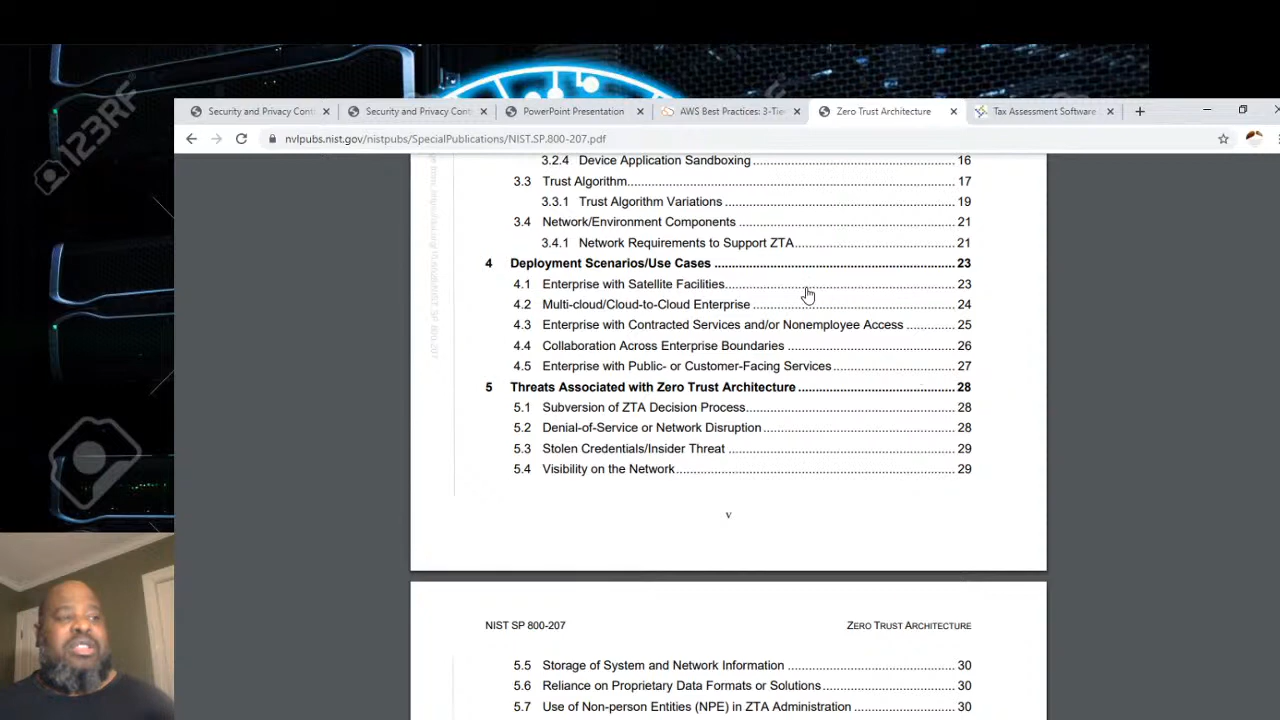 123RF
Security and Privacy Conti
Security and Privacy Conti
PowerPoint Presentation
AWS Best Practices: 3-Tie
Zero Trust Architecture
Tax Assessment Software
nvlpubs.nist.gov/nistpubs/SpecialPublications/NIST.SP.800-207.pdf
3.2.4 Device Application Sandboxing 16
3.3 Trust Algorithm 17
3.3.1 Trust Algorithm Variations 19
3.4 Network/Environment Components 21
3.4.1 Network Requirements to Support ZTA 21
4 Deployment Scenarios/Use Cases 23
4.1 Enterprise with Satellite Facilities 23
4.2 Multi-cloud/Cloud-to-Cloud Enterprise 24
4.3 Enterprise with Contracted Services and/or Nonemployee Access 25
4.4 Collaboration Across Enterprise Boundaries 26
4.5 Enterprise with Public- or Customer-Facing Services 27
5 Threats Associated with Zero Trust Architecture 28
5.1 Subversion of ZTA Decision Process 28
5.2 Denial-of-Service or Network Disruption 28
5.3 Stolen Credentials/Insider Threat 29
5.4 Visibility on the Network 29
v
NIST SP 800-207 ZERO TRUST ARCHITECTURE
5.5 Storage of System and Network Information 30
5.6 Reliance on Proprietary Data Formats or Solutions 30
5.7 Use of Non-person Entities (NPE) in ZTA Administration 30